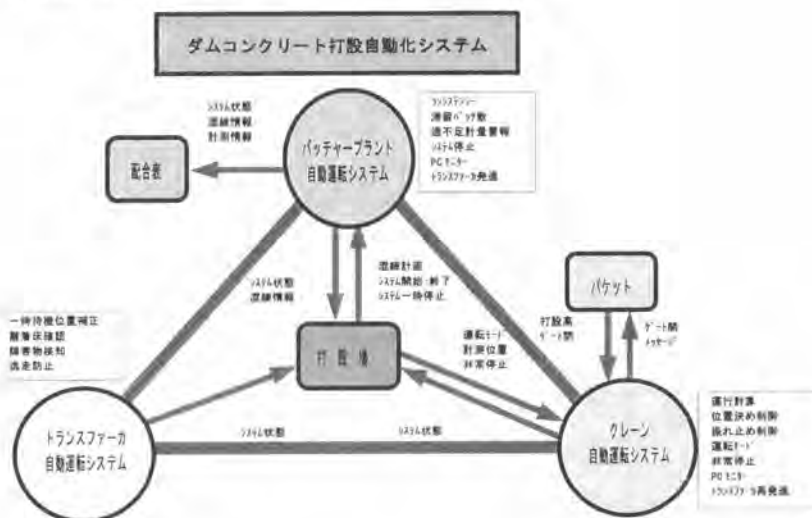 ダムコンクリート打設自動化システム
システム状態
混練情報
計測情報
配合表
バッチャープラント
自動運転システム
コンシステンシー
滞留バッチ数
過不足計量警報
システム停止
PCモニター
トランスファーカ発進
システム状態
混練情報
混練計画
システム開始・終了
システム一時停止
バケット
打設高
ゲート開
ゲート開
メッセージ
一時待機位置補正
離着床確認
障害物検知
逸走防止
打設場
運転モード
計測位置
非常停止
トランスファーカ
自動運転システム
システム状態
システム状態
クレーン
自動運転システム
運行計算
位置決め制御
振れ止め制御
運転モード
非常停止
PCモニター
トランスファーカ再発進